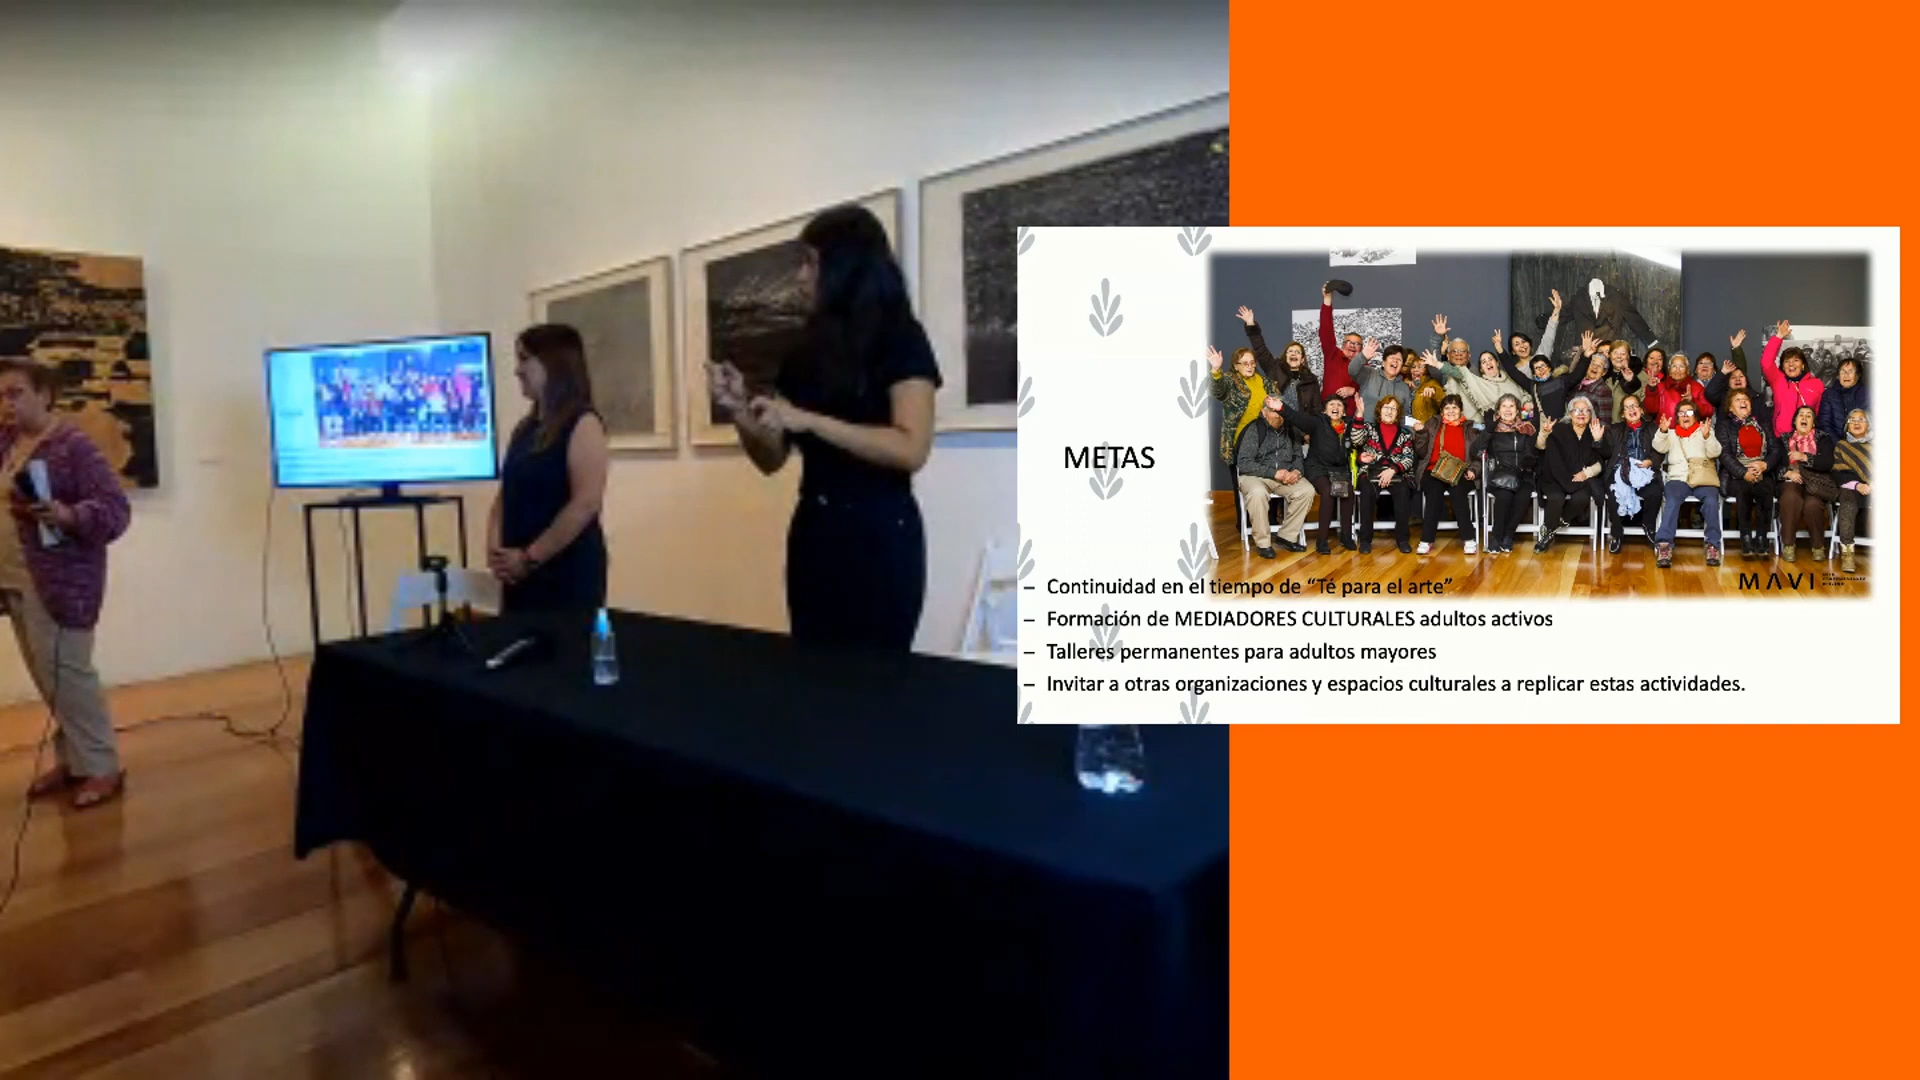 METAS
MAVI
– Continuidad en el tiempo de “Té para el arte”
– Formación de MEDIADORES CULTURALES adultos activos
– Talleres permanentes para adultos mayores
– Invitar a otras organizaciones y espacios culturales a replicar estas actividades.